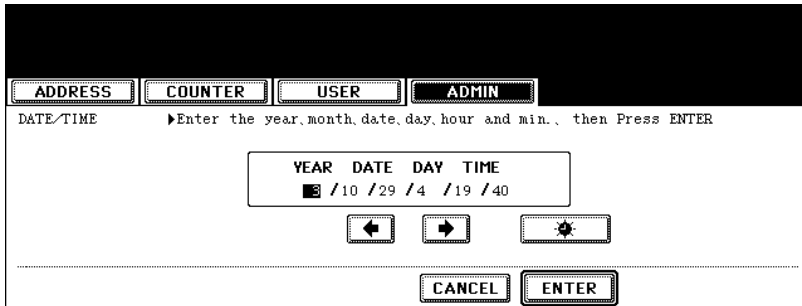 ADDRESS COUNTER USER ADMIN
DATE/TIME ▶Enter the year,month,date,day,hour and min., then Press ENTER
YEAR DATE DAY TIME
3 /10 /29 /4 /19 /40
CANCEL ENTER